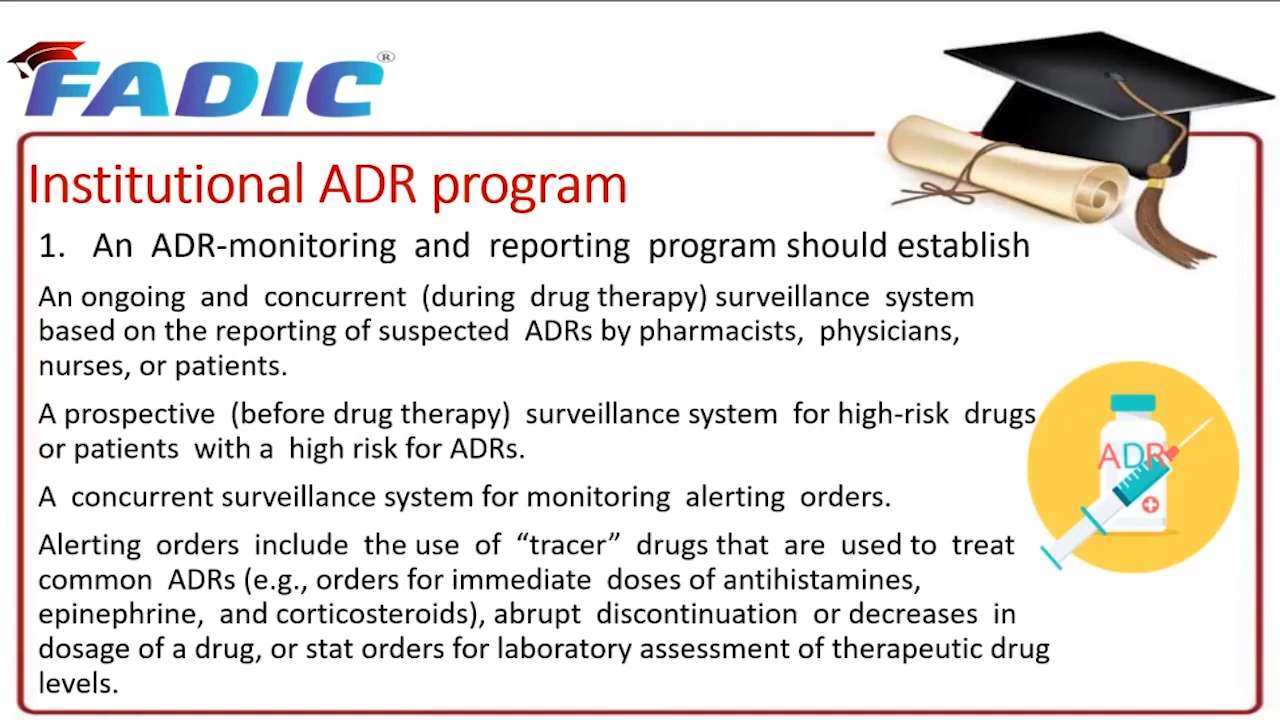 FADIC®
Institutional ADR program
1. An ADR-monitoring and reporting program should establish
An ongoing and concurrent (during drug therapy) surveillance system
based on the reporting of suspected ADRs by pharmacists, physicians,
nurses, or patients.
A prospective (before drug therapy) surveillance system for high-risk drugs
or patients with a high risk for ADRs.
A concurrent surveillance system for monitoring alerting orders.
Alerting orders include the use of “tracer” drugs that are used to treat
common ADRs (e.g., orders for immediate doses of antihistamines,
epinephrine, and corticosteroids), abrupt discontinuation or decreases in
dosage of a drug, or stat orders for laboratory assessment of therapeutic drug
levels.
ADR